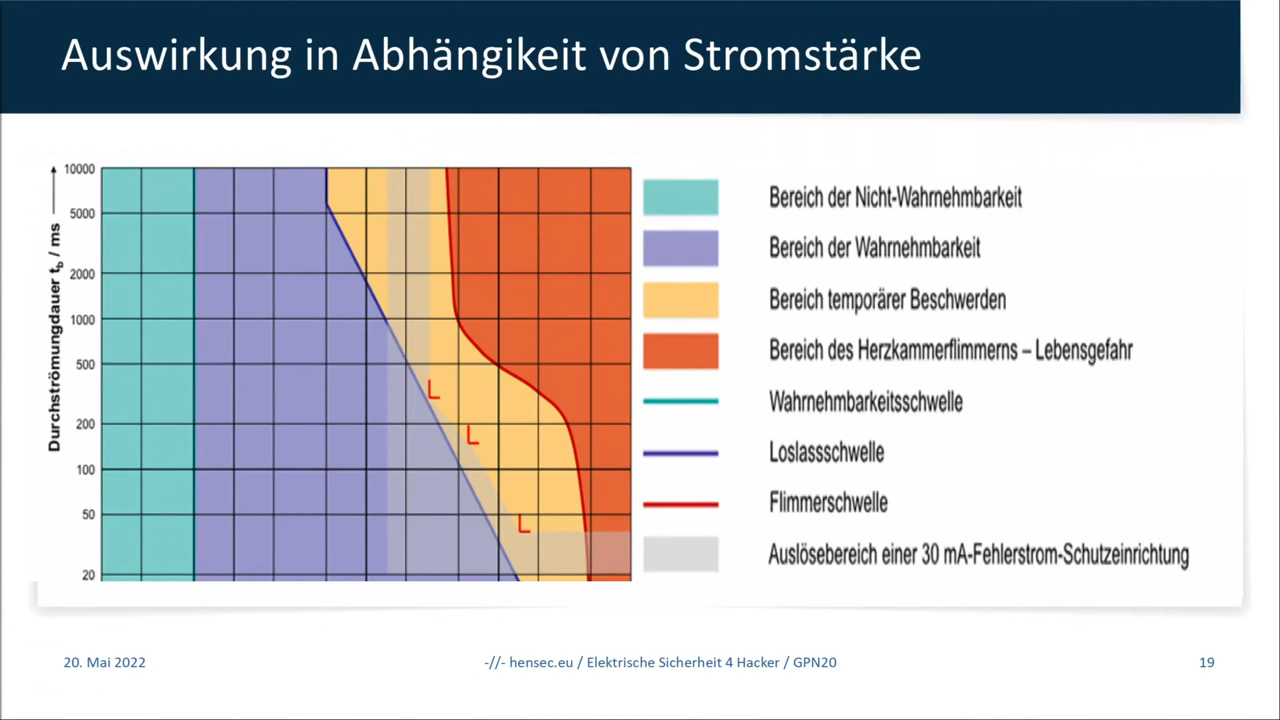 Auswirkung in Abhängikeit von Stromstärke
Durchströmungdauer tb / ms
10000
5000
2000
1000
500
200
100
50
20
L
L
L
Bereich der Nicht-Wahrnehmbarkeit
Bereich der Wahrnehmbarkeit
Bereich temporärer Beschwerden
Bereich des Herzkammerflimmerns – Lebensgefahr
Wahrnehmbarkeitsschwelle
Loslassschwelle
Flimmerschwelle
Auslösebereich einer 30 mA-Fehlerstrom-Schutzeinrichtung
20. Mai 2022
-//- hensec.eu / Elektrische Sicherheit 4 Hacker / GPN20
19